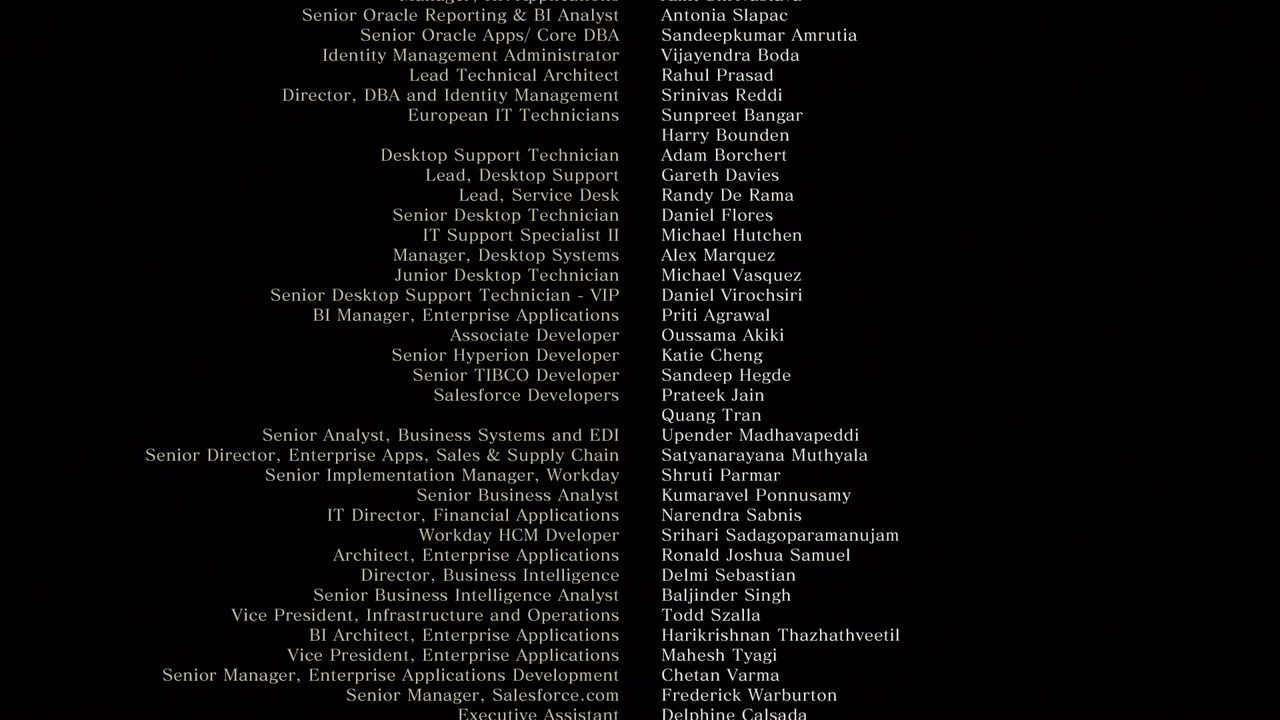 Senior Oracle Reporting & BI Analyst Antonia Slapac
Senior Oracle Apps/ Core DBA Sandeepkumar Amrutia
Identity Management Administrator Vijayendra Boda
Lead Technical Architect Rahul Prasad
Director, DBA and Identity Management Srinivas Reddi
European IT Technicians Sunpreet Bangar
Harry Bounden
Desktop Support Technician Adam Borchert
Lead, Desktop Support Gareth Davies
Lead, Service Desk Randy De Rama
Senior Desktop Technician Daniel Flores
IT Support Specialist II Michael Hutchen
Manager, Desktop Systems Alex Marquez
Junior Desktop Technician Michael Vasquez
Senior Desktop Support Technician - VIP Daniel Virochsiri
BI Manager, Enterprise Applications Priti Agrawal
Associate Developer Oussama Akiki
Senior Hyperion Developer Katie Cheng
Senior TIBCO Developer Sandeep Hegde
Salesforce Developers Prateek Jain
Quang Tran
Senior Analyst, Business Systems and EDI Upender Madhavapeddi
Senior Director, Enterprise Apps, Sales & Supply Chain Satyanarayana Muthyala
Senior Implementation Manager, Workday Shruti Parmar
Senior Business Analyst Kumaravel Ponnusamy
IT Director, Financial Applications Narendra Sabnis
Workday HCM Dveloper Srihari Sadagoparamanujam
Architect, Enterprise Applications Ronald Joshua Samuel
Director, Business Intelligence Delmi Sebastian
Senior Business Intelligence Analyst Baljinder Singh
Vice President, Infrastructure and Operations Todd Szalla
BI Architect, Enterprise Applications Harikrishnan Thazhathveetil
Vice President, Enterprise Applications Mahesh Tyagi
Senior Manager, Enterprise Applications Development Chetan Varma
Senior Manager, Salesforce.com Frederick Warburton
Executive Assistant Delphine Calsada